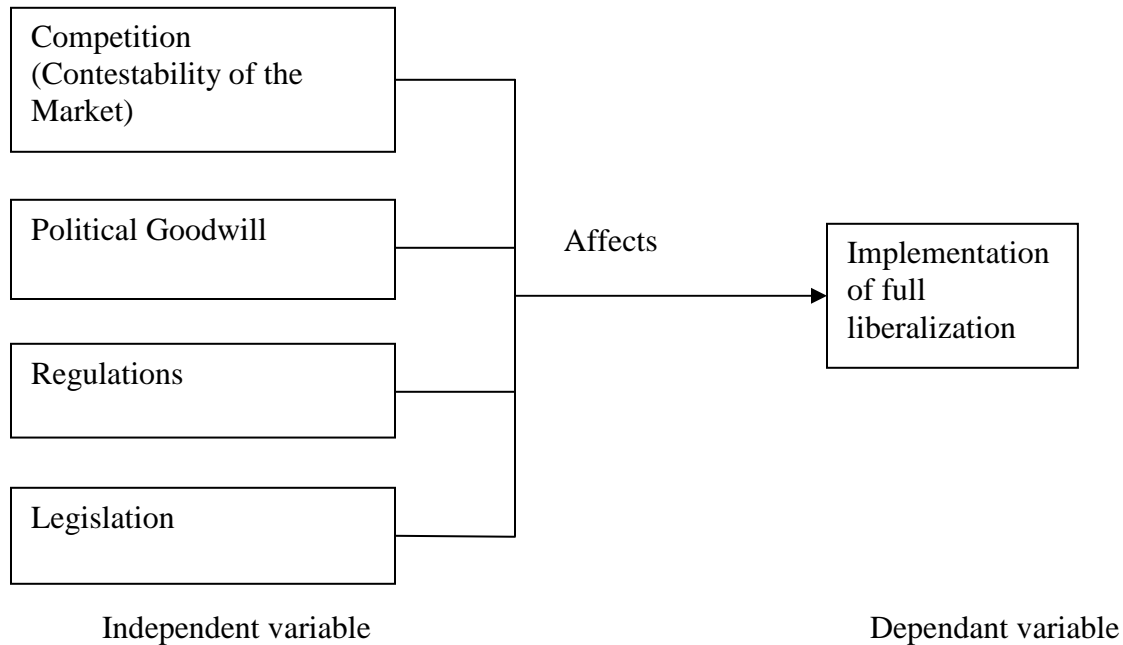 Competition
(Contestability of the
Market)
Political Goodwill
Affects
Implementation
of full
liberalization
Regulations
Legislation
Independent variable
Dependant variable